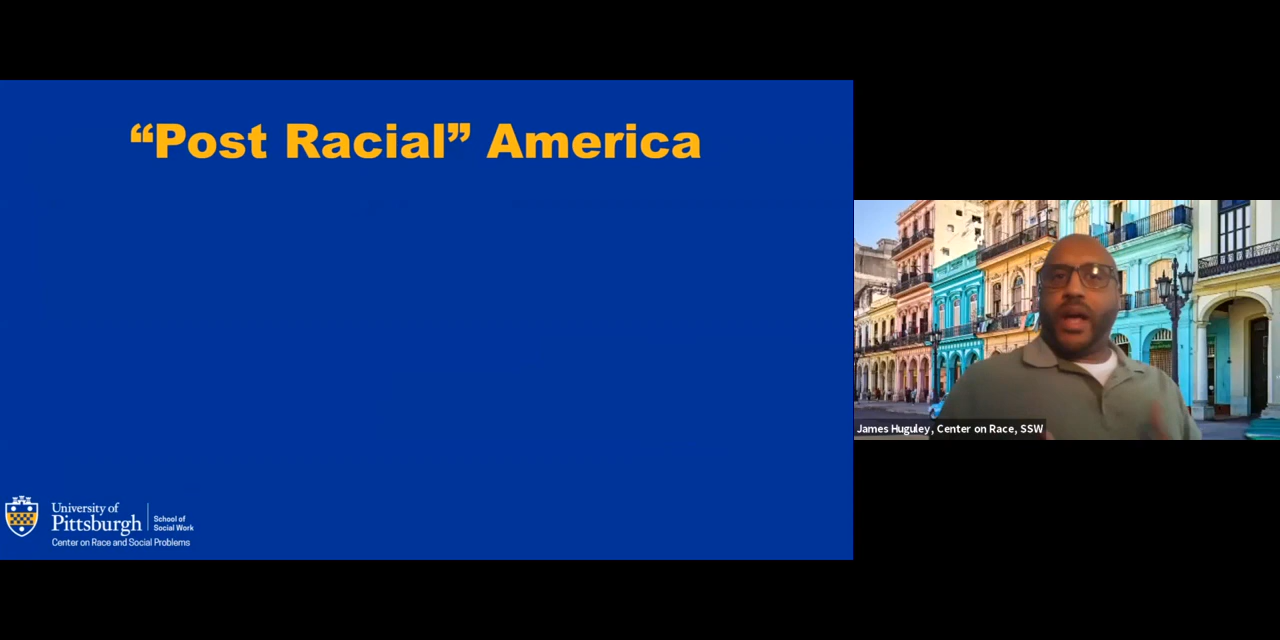 “Post Racial” America
University of
Pittsburgh
School of
Social Work
Center on Race and Social Problems
James Huguley, Center on Race, SSW